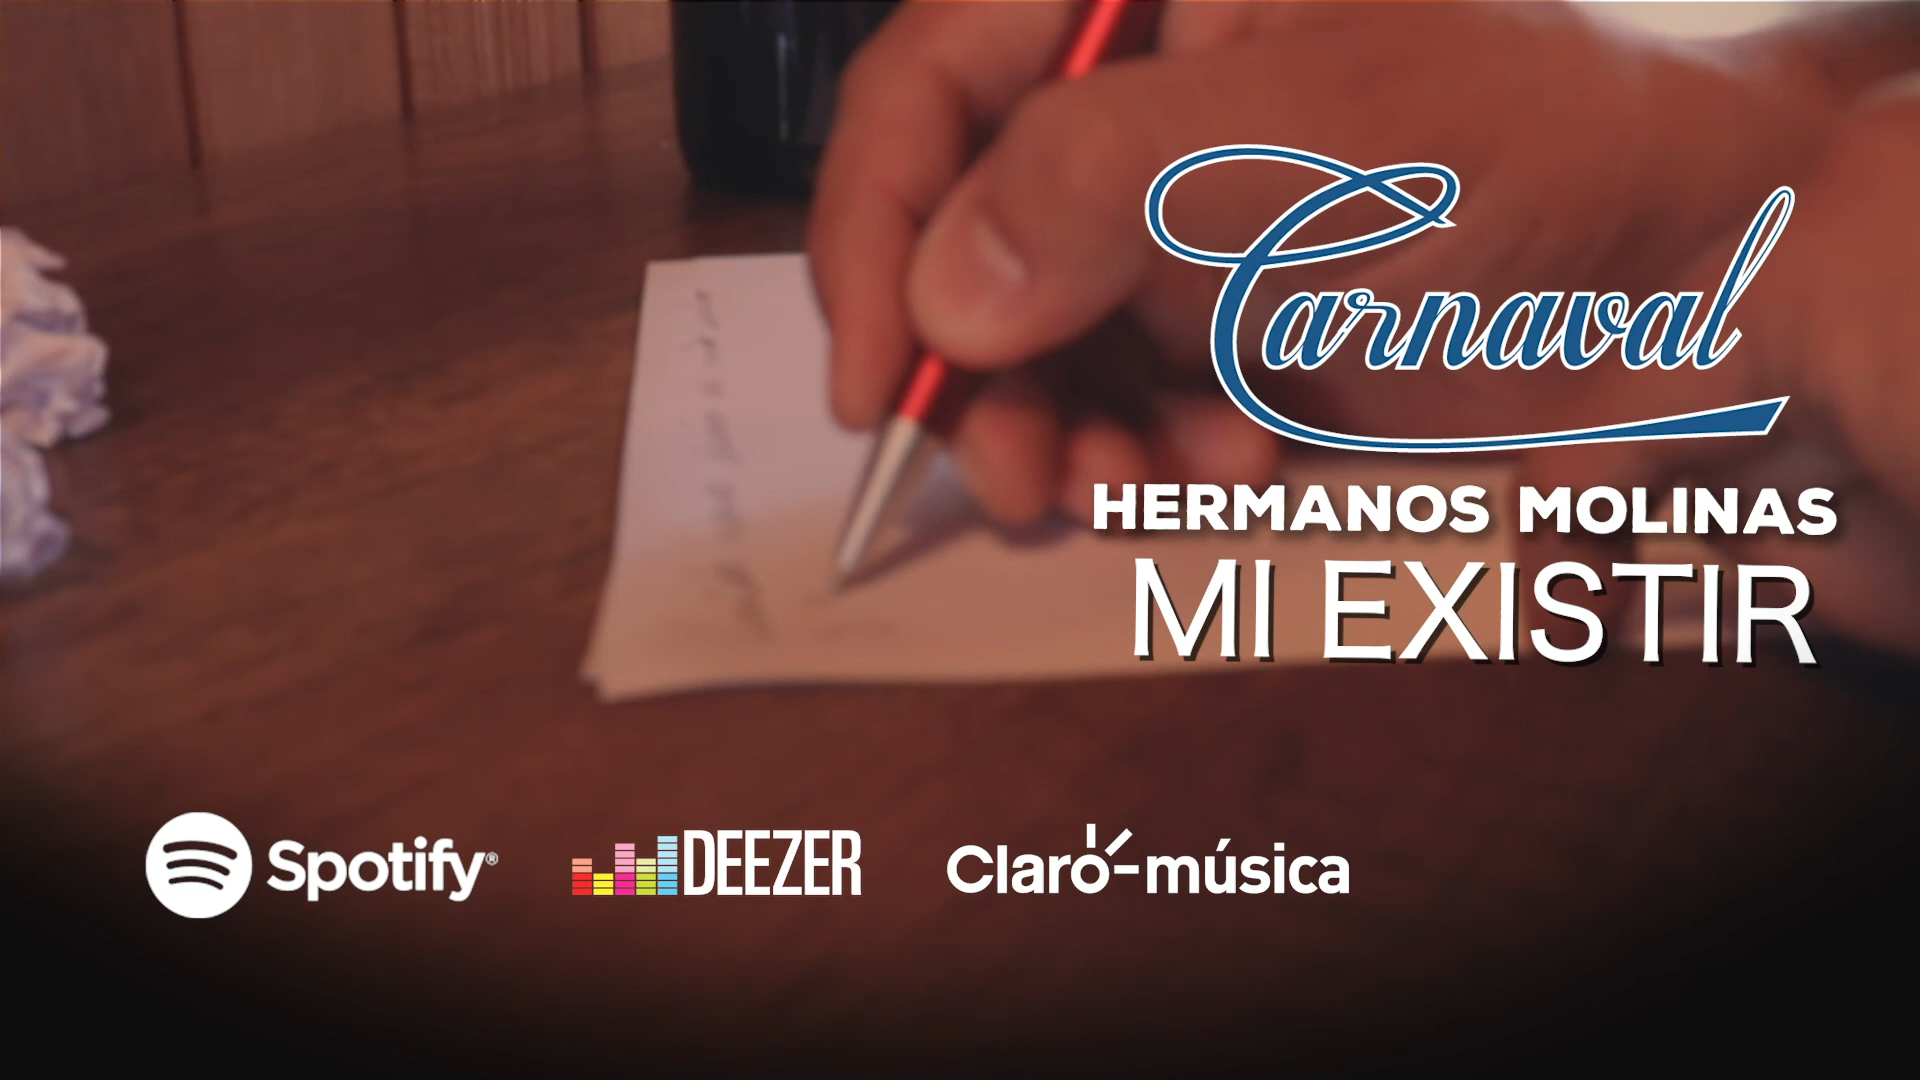 Carnaval
HERMANOS MOLINAS
MI EXISTIR
Spotify®
DEEZER
Claro-música